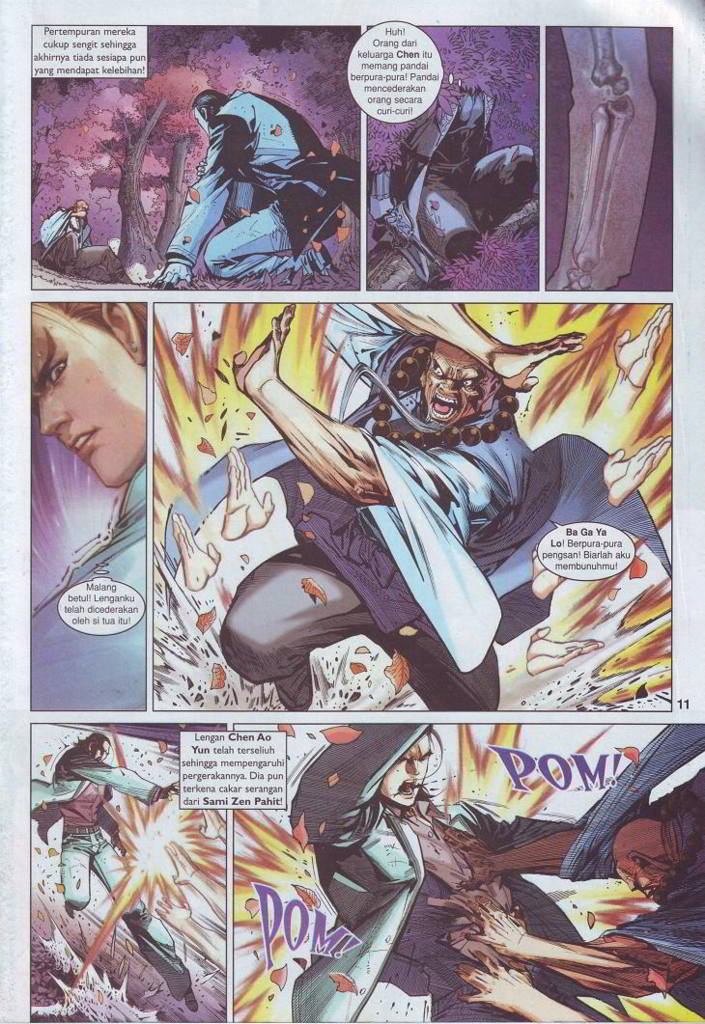 Pertempuran mereka
cukup sengit sehingga
akhirnya tiada sesiapa pun
yang mendapat kelebihan!
Huh!
Orang dari
keluarga Chen itu
memang pandai
berpura-pura! Pandai
mencederakan
orang secara
curi-curi!
Malang
betul! Lenganku
telah dicederakan
oleh si tua itu!
Ba Ga Ya
Lo! Berpura-pura
pengsan! Biarlah aku
membunuhmu!
11
Lengan Chen Ao
Yun telah terseliuh
sehingga mempengaruhi
pergerakannya. Dia pun
terkena cakar serangan
dari Sami Zen Pahit!
POM!
POM!